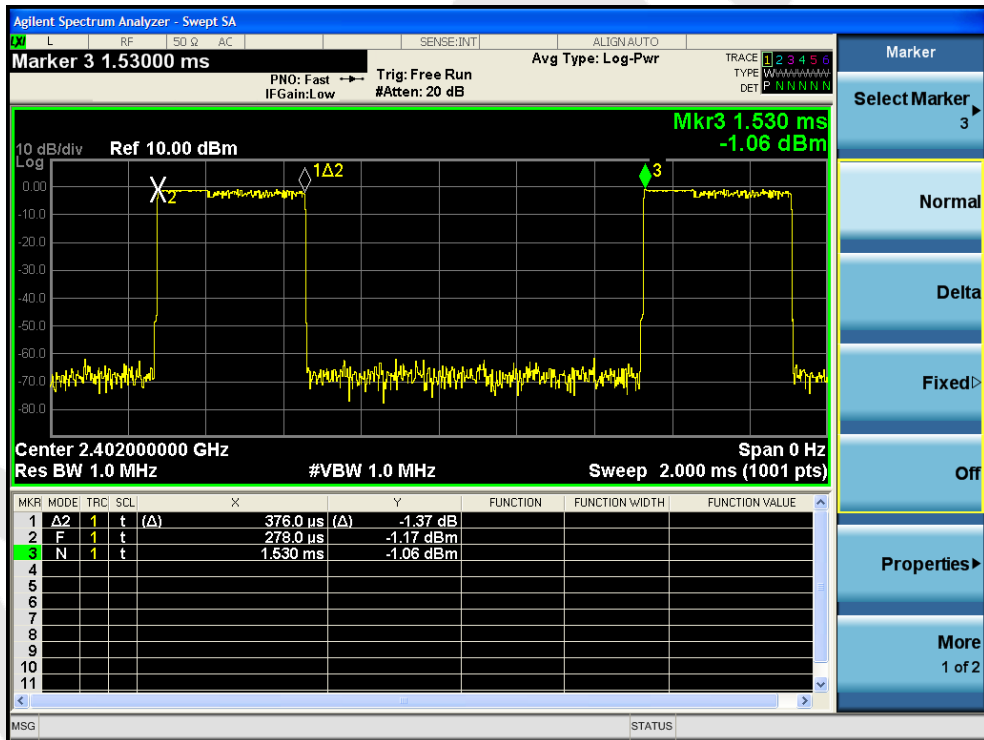 Agilent Spectrum Analyzer - Swept SA
LXI L RF 50 Ω AC SENSE:INT ALIGN AUTO
Marker 3 1.53000 ms
PNO: Fast
IFGain:Low
Trig: Free Run
#Atten: 20 dB
Avg Type: Log-Pwr
TRACE 1 2 3 4 5 6
TYPE W
DET P N N N N N
Mkr3 1.530 ms
-1.06 dBm
10 dB/div Ref 10.00 dBm
Log
1Δ2
3
2
0.00
-10.0
-20.0
-30.0
-40.0
-50.0
-60.0
-70.0
-80.0
Center 2.402000000 GHz Span 0 Hz
Res BW 1.0 MHz #VBW 1.0 MHz Sweep 2.000 ms (1001 pts)
MKR MODE TRC SCL X Y FUNCTION FUNCTION WIDTH FUNCTION VALUE
1 Δ2 1 t (Δ) 376.0 µs (Δ) -1.37 dB
2 F 1 t 278.0 µs -1.17 dBm
3 N 1 t 1.530 ms -1.06 dBm
4
5
6
7
8
9
10
11
MSG STATUS
Marker
Select Marker
3
Normal
Delta
Fixed
Off
Properties
More
1 of 2